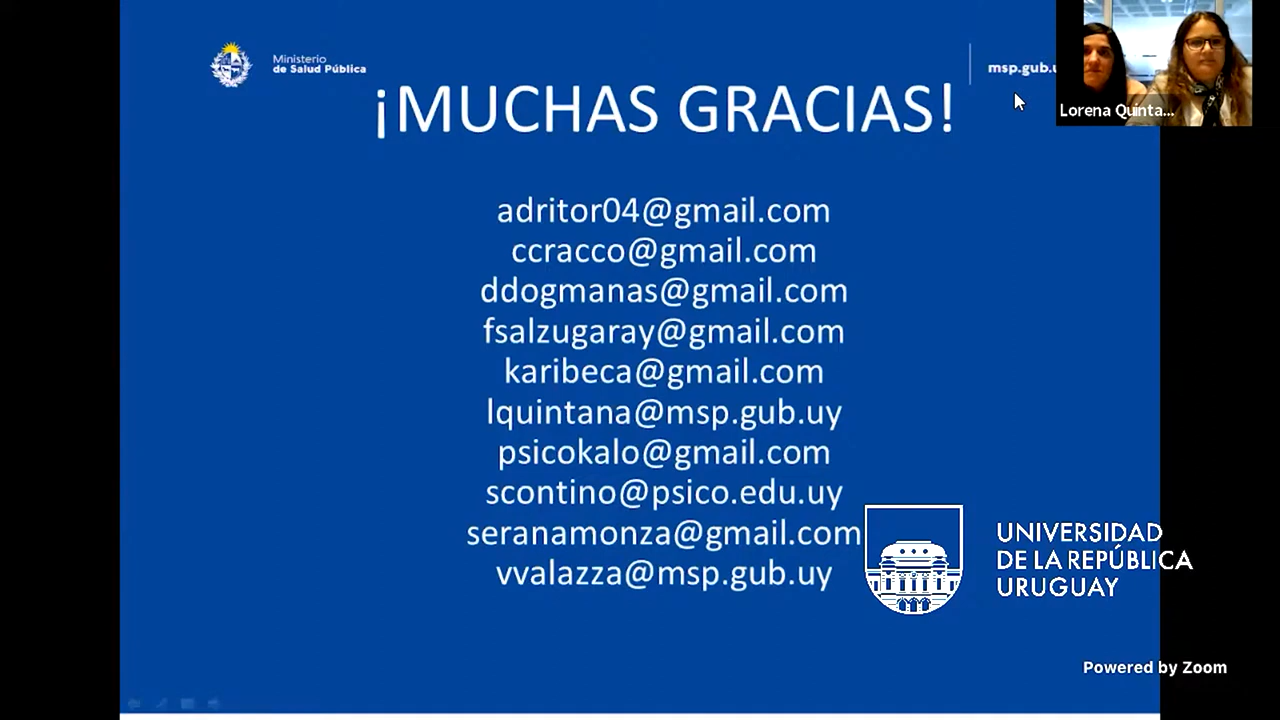 Ministerio
de Salud Pública
msp.gub.u
¡MUCHAS GRACIAS!
Lorena Quinta...
adritor04@gmail.com
ccracco@gmail.com
ddogmanas@gmail.com
fsalzugaray@gmail.com
karibeca@gmail.com
lquintana@msp.gub.uy
psicokalo@gmail.com
scontino@psico.edu.uy
seranamonza@gmail.com
vvalazza@msp.gub.uy
UNIVERSIDAD
DE LA REPÚBLICA
URUGUAY
Powered by Zoom